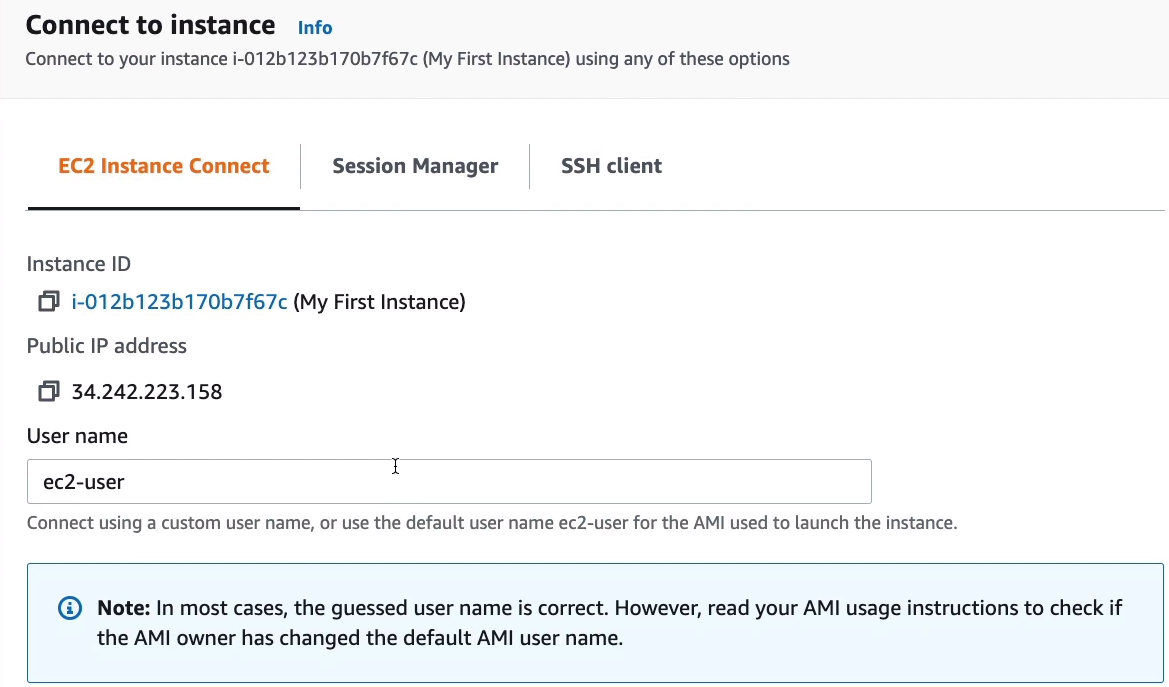 Connect to instance Info
Connect to your instance i-012b123b170b7f67c (My First Instance) using any of these options
EC2 Instance Connect Session Manager SSH client
Instance ID
i-012b123b170b7f67c (My First Instance)
Public IP address
34.242.223.158
User name
ec2-user
Connect using a custom user name, or use the default user name ec2-user for the AMI used to launch the instance.
Note: In most cases, the guessed user name is correct. However, read your AMI usage instructions to check if
the AMI owner has changed the default AMI user name.